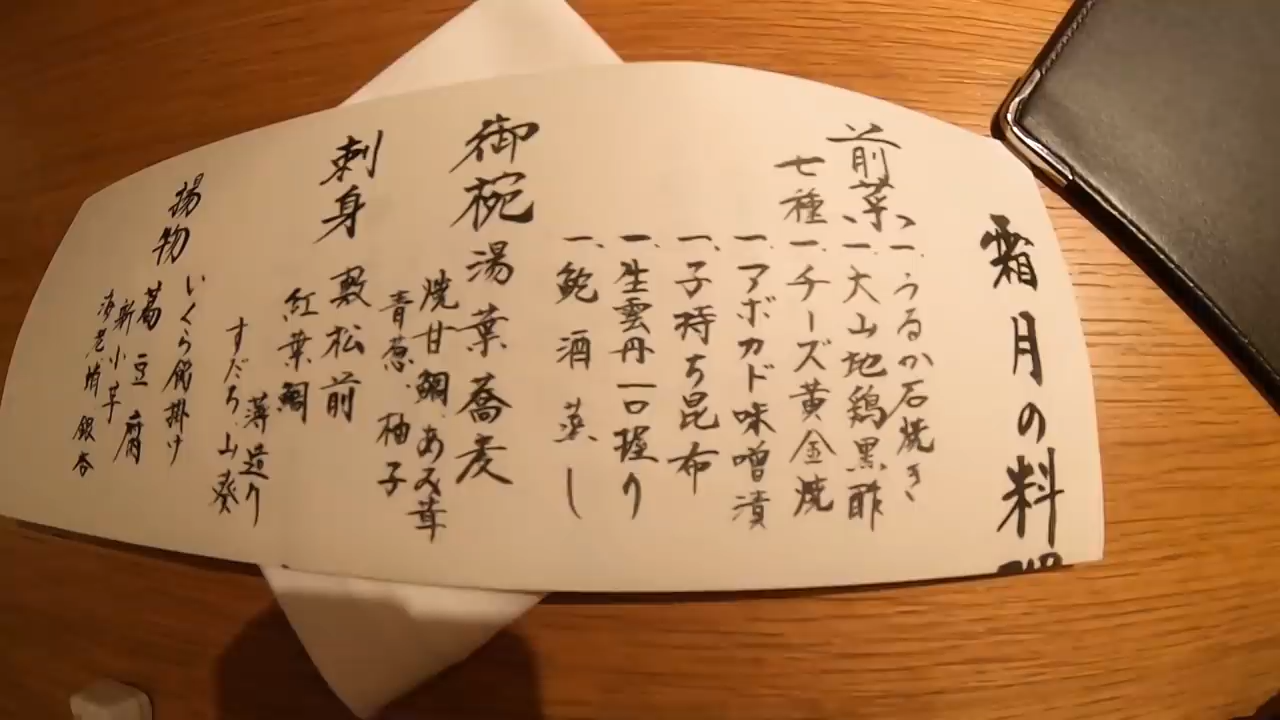 霜月の料理
前菜
七種
一、うるか石焼き
一、大山地鶏黒酢
一、チーズ黄金焼
一、アボカド味噌漬
一、子持ち昆布
一、生雲丹一口握り
一、鮑酒蒸し
御椀
湯葉蕎麦
焼甘鯛、あみ茸
青葱、柚子
刺身
敷松前
紅葉鯛
薄造り
すだち、山葵
揚物
いくら餡掛け
葛豆腐
新小芋
海老 銀杏